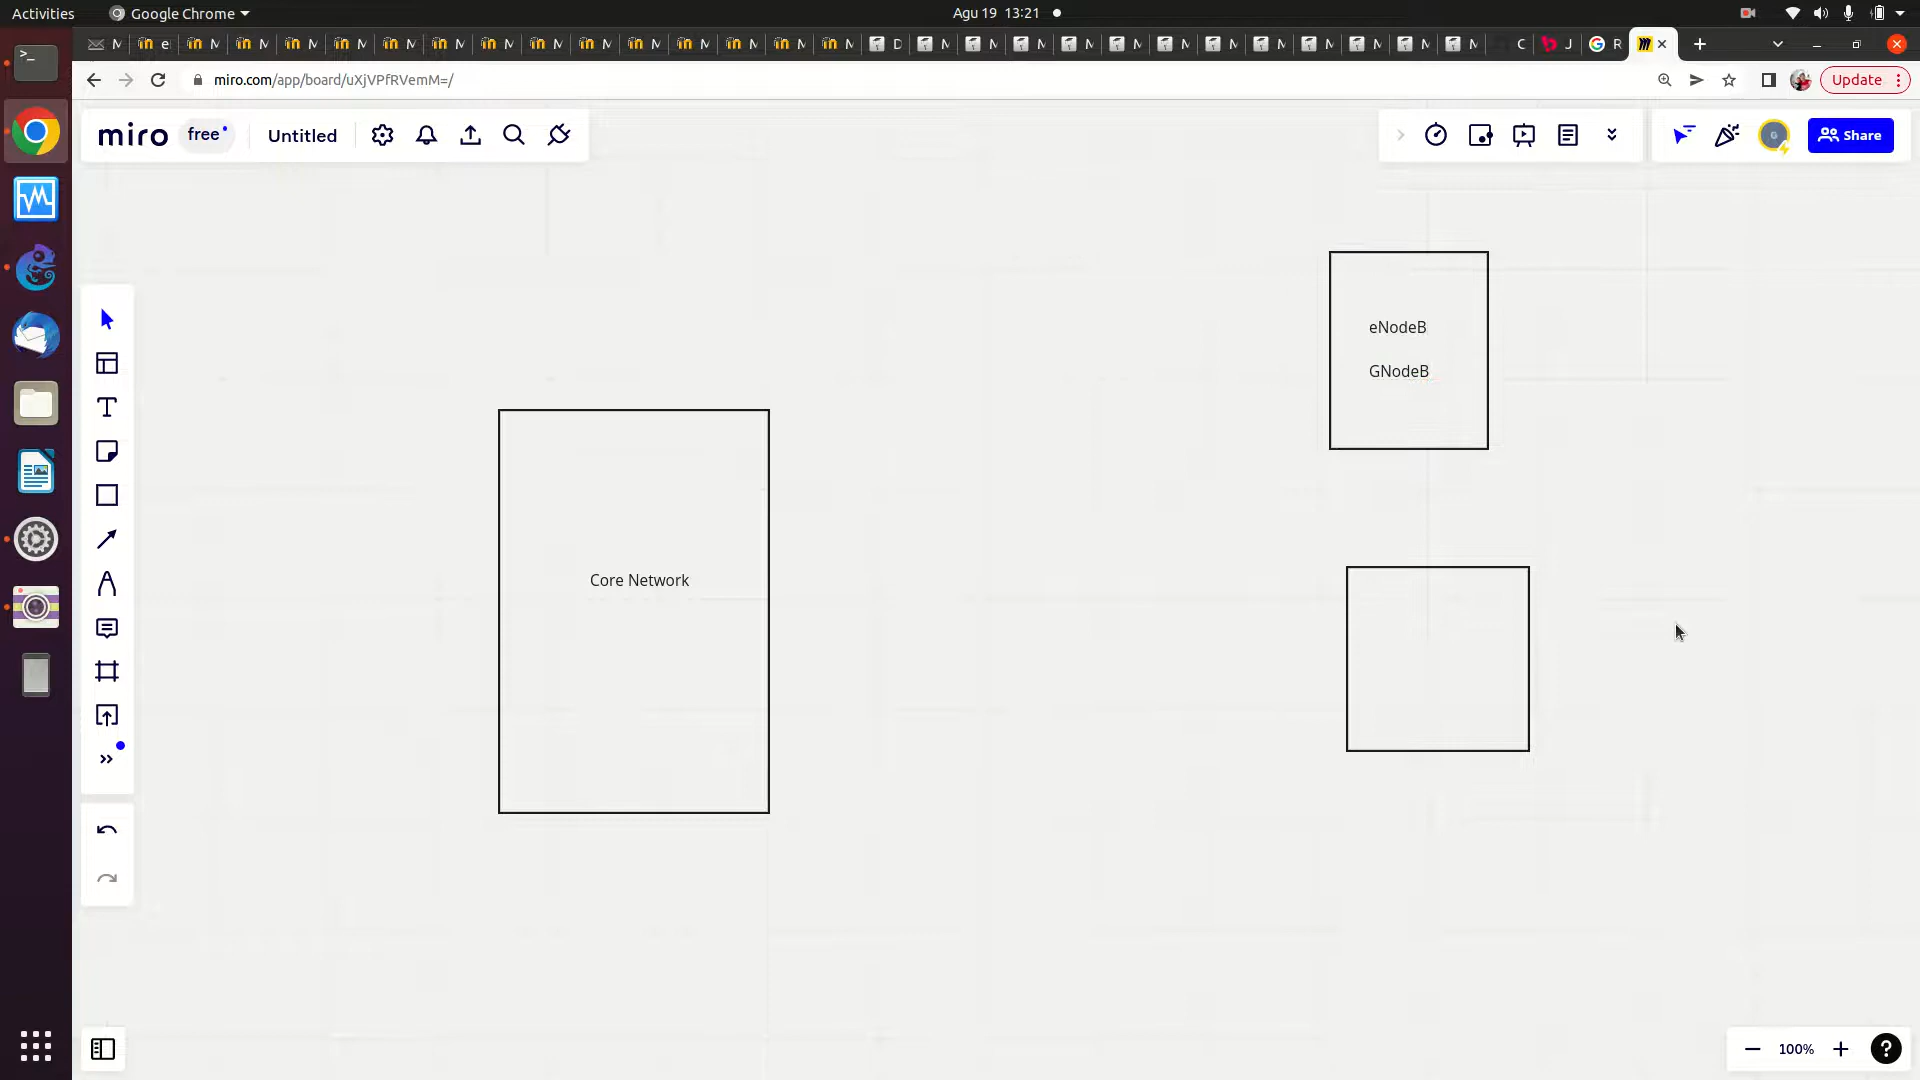 Activities
Google Chrome
Agu 19 13:21
miro.com/app/board/uXjVPfRVemM=/
Update
miro
free
Untitled
Share
eNodeB
GNodeB
Core Network
100%